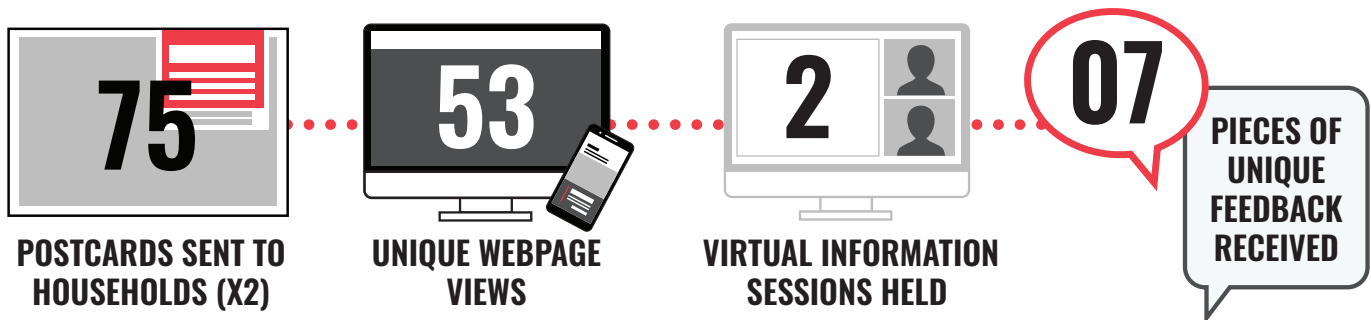 75
POSTCARDS SENT TO
HOUSEHOLDS (X2)
53
UNIQUE WEBPAGE
VIEWS
2
VIRTUAL INFORMATION
SESSIONS HELD
07
PIECES OF
UNIQUE
FEEDBACK
RECEIVED